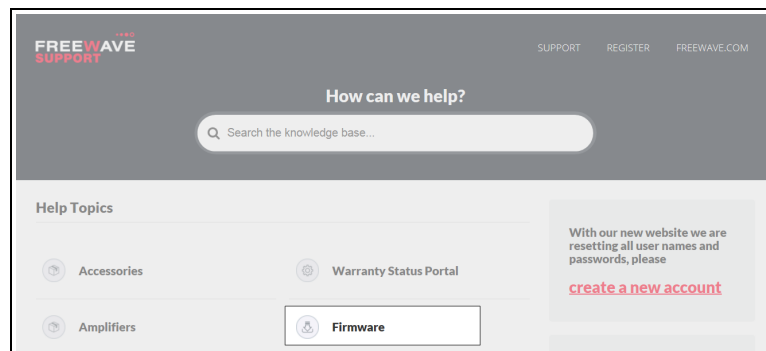 FREEWAVE
SUPPORT
SUPPORT REGISTER FREEWAVE.COM
How can we help?
Search the knowledge base...
Help Topics
Accessories
Warranty Status Portal
Amplifiers
Firmware
With our new website we are
resetting all user names and
passwords, please
create a new account